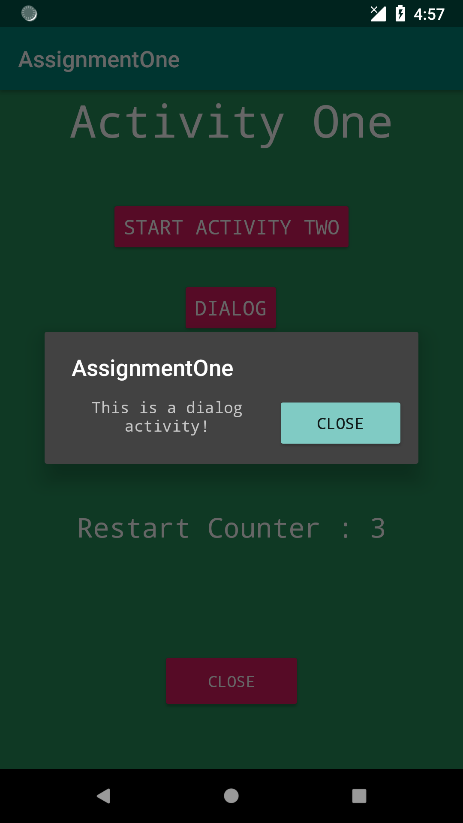 4:57
AssignmentOne
Activity One
START ACTIVITY TWO
DIALOG
AssignmentOne
This is a dialog
activity!
CLOSE
Restart Counter : 3
CLOSE